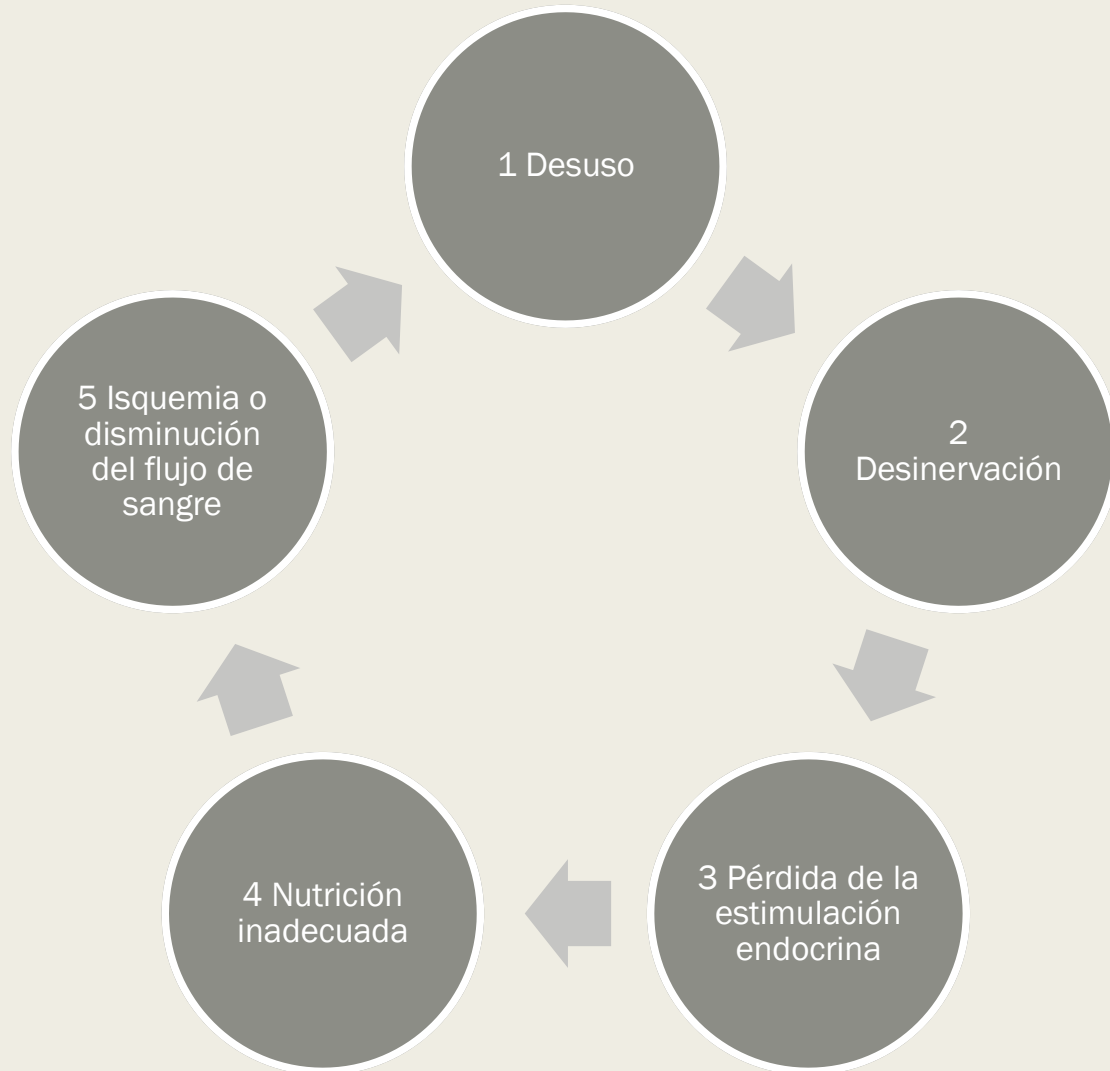 1 Desuso
2
Desinervación
3 Pérdida de la
estimulación
endocrina
4 Nutrición
inadecuada
5 Isquemia o
disminución
del flujo de
sangre